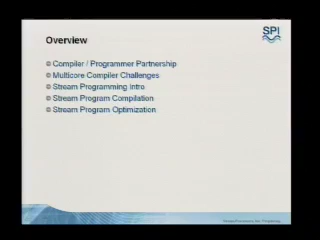 Overview
SPI
Compiler / Programmer Partnership
Multicore Compiler Challenges
Stream Programming Intro
Stream Program Compilation
Stream Program Optimization